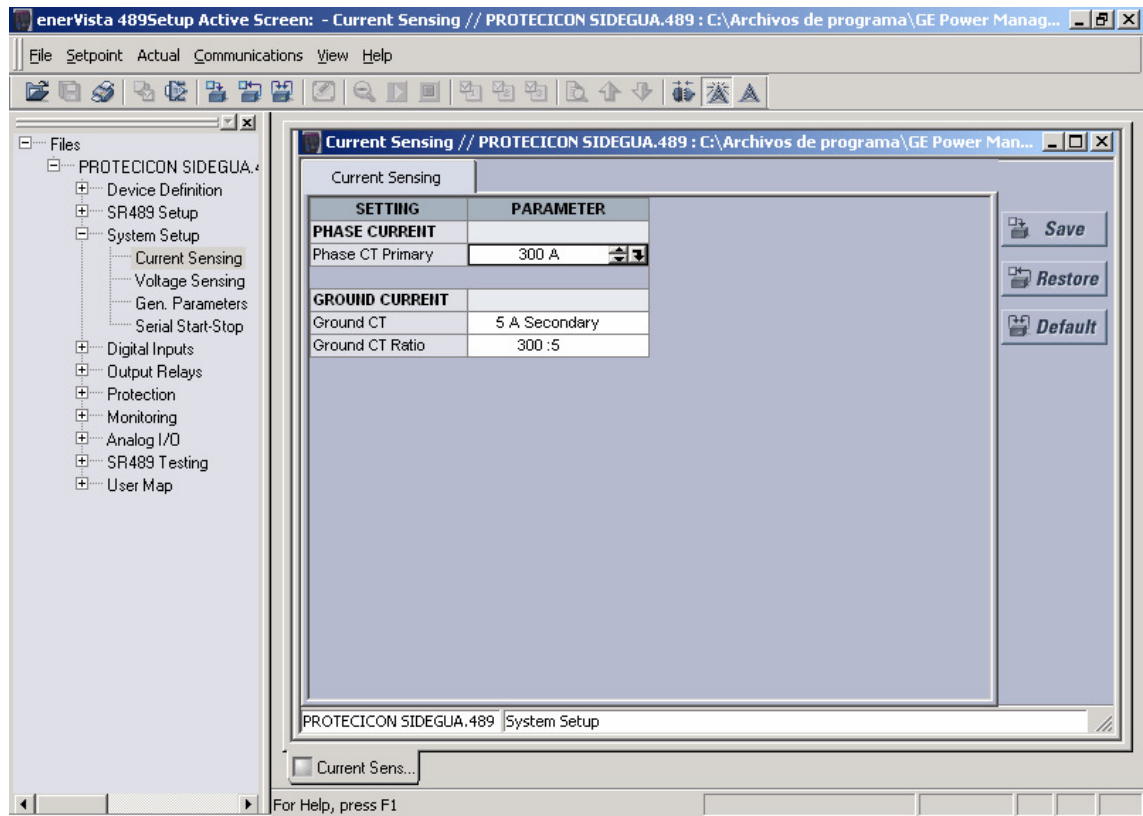 enerVista 489Setup Active Screen: - Current Sensing // PROTECICON SIDEGUA.489 : C:\Archivos de programa\GE Power Manag...
File Setpoint Actual Communications View Help
Files
PROTECICON SIDEGUA.4
Device Definition
SR489 Setup
System Setup
Current Sensing
Voltage Sensing
Gen. Parameters
Serial Start-Stop
Digital Inputs
Output Relays
Protection
Monitoring
Analog I/O
SR489 Testing
User Map
Current Sensing // PROTECICON SIDEGUA.489 : C:\Archivos de programa\GE Power Man...
Current Sensing
SETTING PARAMETER
PHASE CURRENT
Phase CT Primary 300 A
GROUND CURRENT
Ground CT 5 A Secondary
Ground CT Ratio 300 :5
Save
Restore
Default
PROTECICON SIDEGUA.489 System Setup
Current Sens...
For Help, press F1